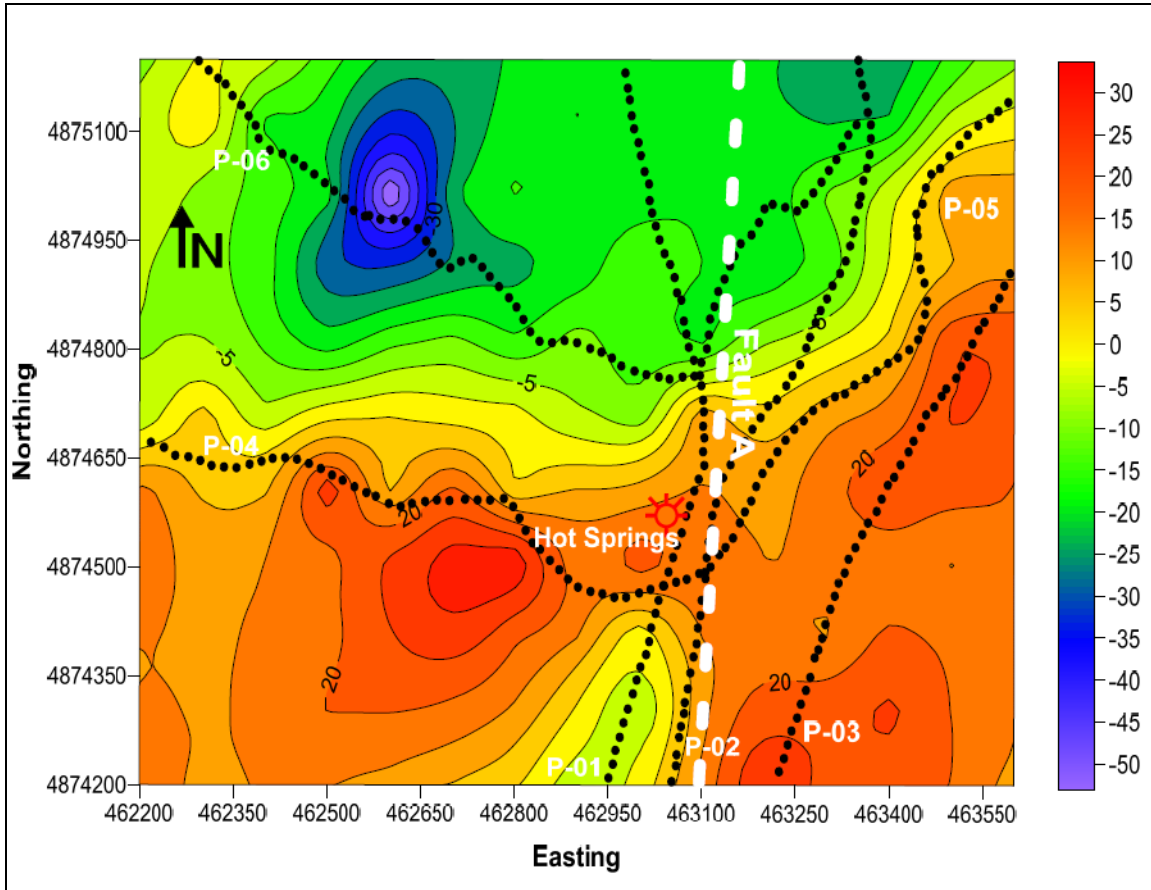 4875100
4874950
4874800
4874650
4874500
4874350
4874200
Northing
462200 462350 462500 462650 462800 462950 463100 463250 463400 463550
Easting
P-06
N
-30
P-05
-5
-5
-5
Fault A
P-04
20
20
Hot Springs
20
20
P-01
P-02
P-03
30
25
20
15
10
5
0
-5
-10
-15
-20
-25
-30
-35
-40
-45
-50